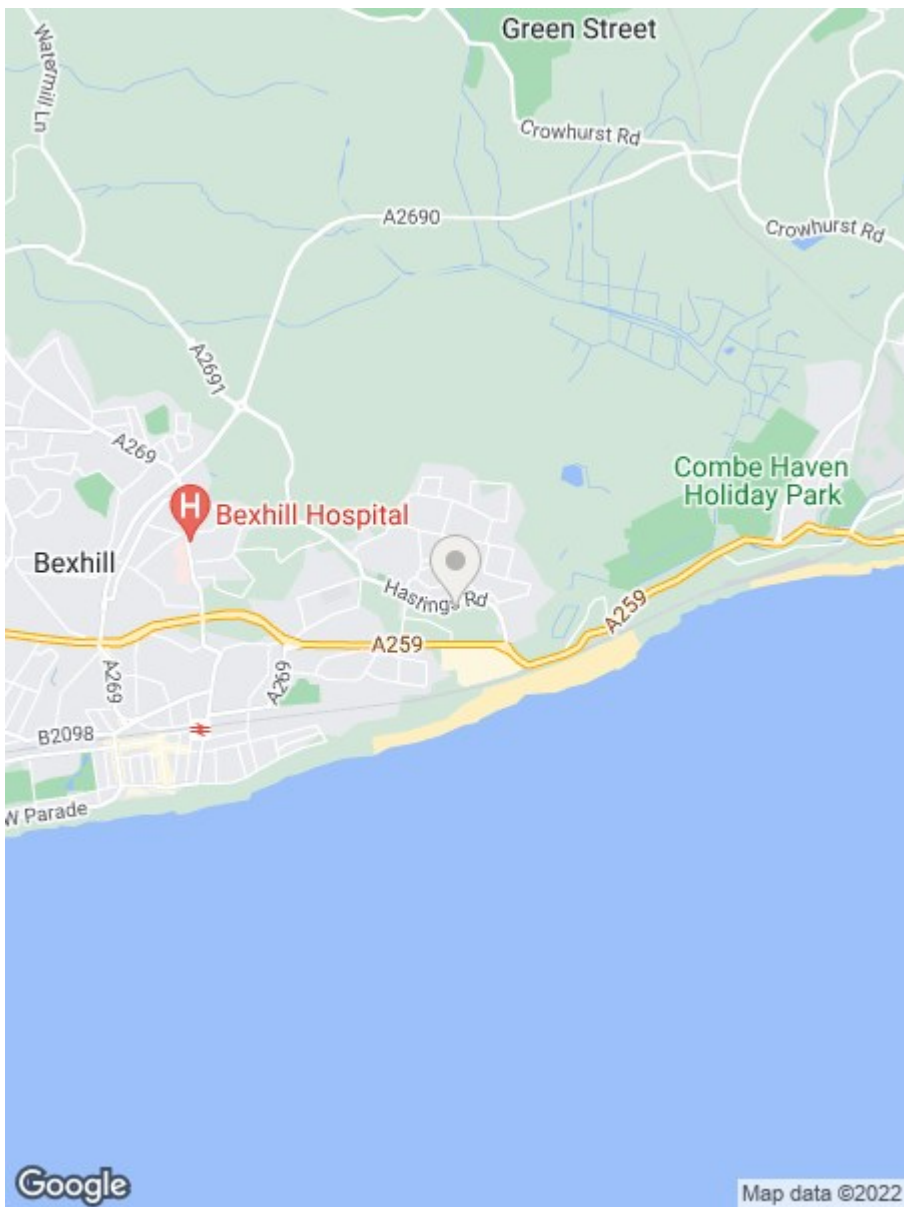 Green Street
Watermill Ln
Crowhurst Rd
A2690
Crowhurst Rd
A2691
A269
Combe Haven
Holiday Park
H
Bexhill Hospital
Bexhill
Hastings Rd
A259
A259
A269
A269
B2098
W Parade
Google
Map data ©2022